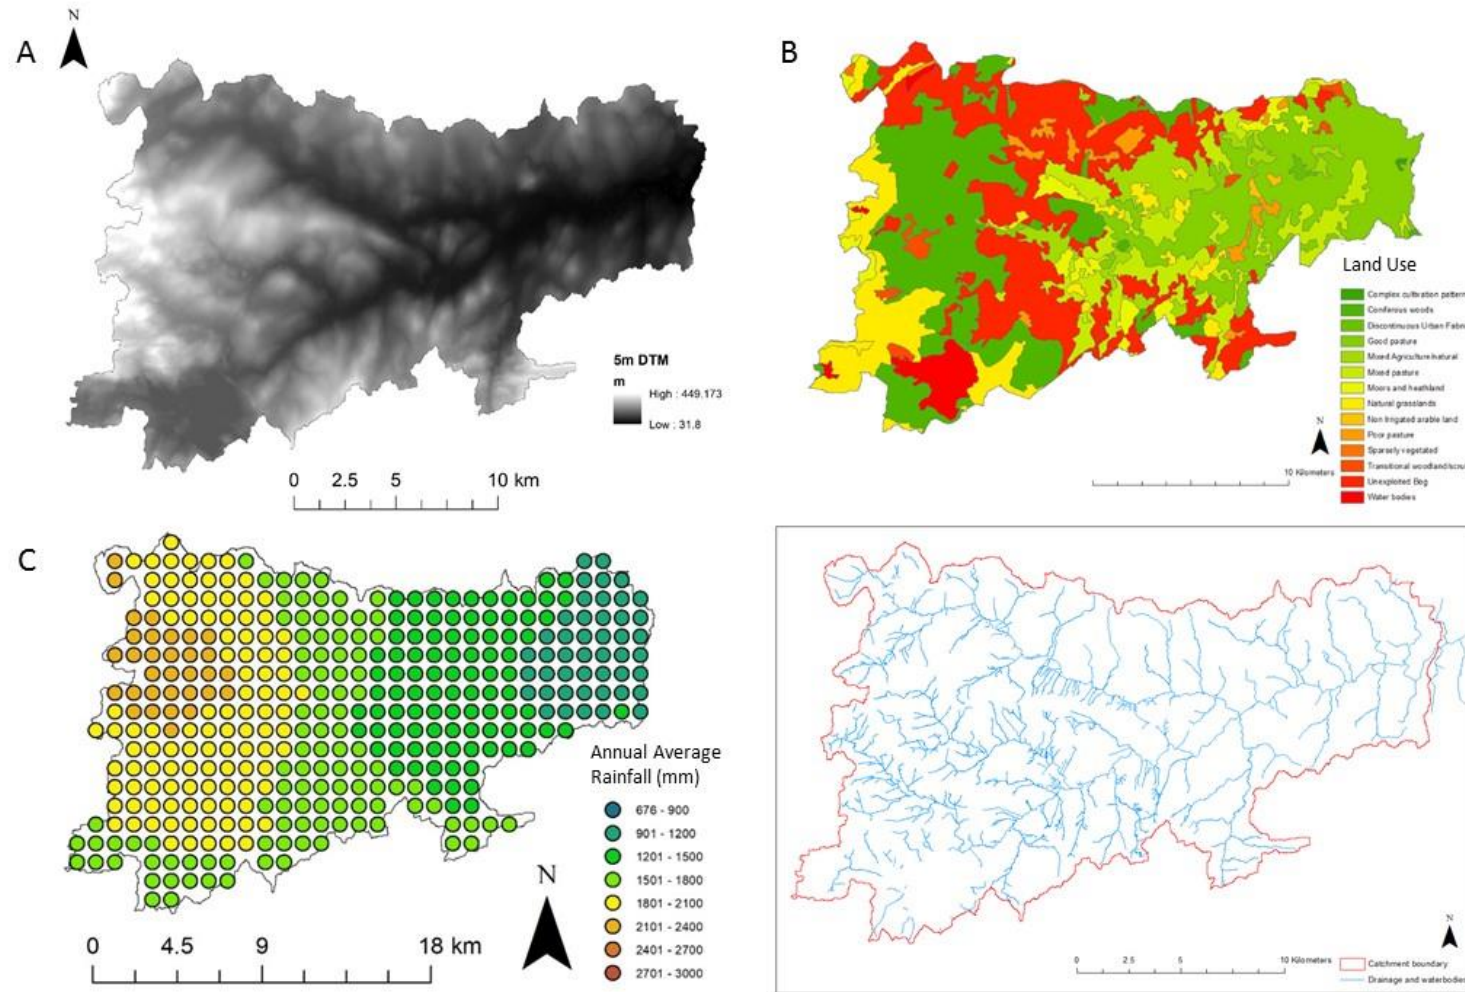 N
A
5m DTM
m
High : 449.173
Low : 31.8
0 2.5 5 10 km
B
Land Use
Complex cultivation pattern
Coniferous woods
Discontinuous Urban Fabri
Good pasture
Mixed Agriculture/natural
Mixed pasture
Moors and heathland
Natural grasslands
Non Irrigated arable land
Poor pasture
Sparsely vegetated
Transitional woodland/scru
Unexploited Bog
Water bodies
N
10 Kilometers
C
Annual Average
Rainfall (mm)
676 - 900
901 - 1200
1201 - 1500
1501 - 1800
1801 - 2100
2101 - 2400
2401 - 2700
2701 - 3000
N
0 4.5 9 18 km
N
0 2.5 5 10 Kilometers
Catchment boundary
Drainage and waterbodies